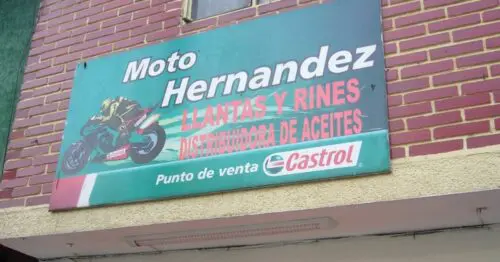 Moto
Hernandez
LLANTAS Y RINES
DISTRIBUIDORA DE ACEITES
Punto de venta Castrol